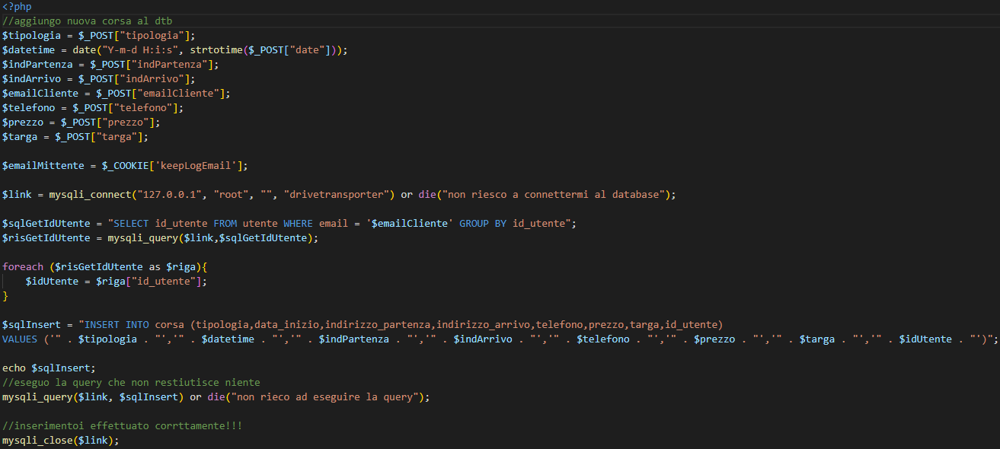 <?php
//aggiungo nuova corsa al dtb
$tipologia = $_POST["tipologia"];
$datetime = date("Y-m-d H:i:s", strtotime($_POST["date"]));
$indPartenza = $_POST["indPartenza"];
$indArrivo = $_POST["indArrivo"];
$emailCliente = $_POST["emailCliente"];
$telefono = $_POST["telefono"];
$prezzo = $_POST["prezzo"];
$targa = $_POST["targa"];
$emailMittente = $_COOKIE['keepLogEmail'];
$link = mysqli_connect("127.0.0.1", "root", "", "drivetransporter") or die("non riesco a connettermi al database");
$sqlGetIdUtente = "SELECT id_utente FROM utente WHERE email = '$emailCliente' GROUP BY id_utente";
$risGetIdUtente = mysqli_query($link,$sqlGetIdUtente);
foreach ($risGetIdUtente as $riga){
    $idUtente = $riga["id_utente"];
}
$sqlInsert = "INSERT INTO corsa (tipologia,data_inizio,indirizzo_partenza,indirizzo_arrivo,telefono,prezzo,targa,id_utente)
VALUES ('" . $tipologia . "','" . $datetime . "','" . $indPartenza . "','" . $indArrivo . "','" . $telefono . "','" . $prezzo . "','" . $targa . "','" . $idUtente . "')";
echo $sqlInsert;
//eseguo la query che non restiutisce niente
mysqli_query($link, $sqlInsert) or die("non rieco ad eseguire la query");
//inserimentoi effettuato corrttamente!!!
mysqli_close($link);